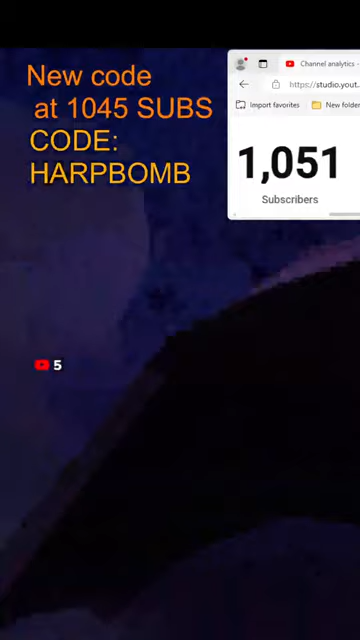 New code
at 1045 SUBS
CODE:
HARPBOMB
Channel analytics -
https://studio.yout
Import favorites
New folder
1,051
Subscribers
5